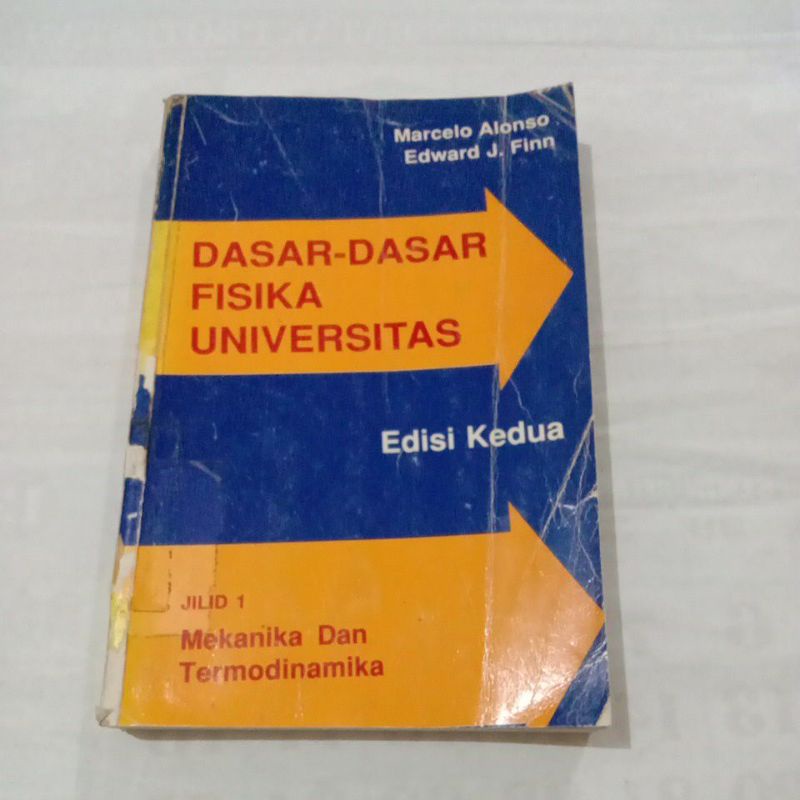 Marcelo Alonso
Edward J. Finn
DASAR-DASAR
FISIKA
UNIVERSITAS
Edisi Kedua
JILID 1
Mekanika Dan
Termodinamika